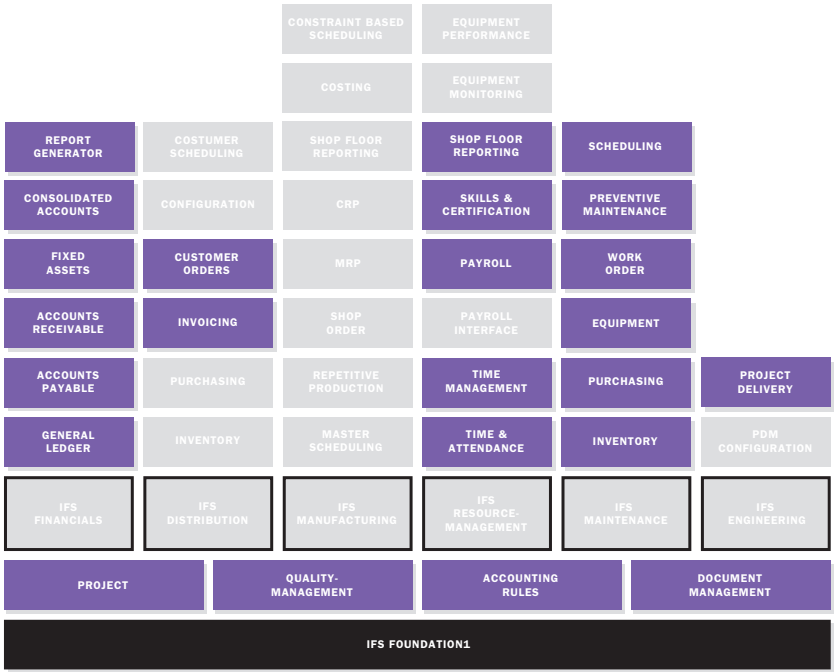 CONSTRAINT BASED
SCHEDULING
EQUIPMENT
PERFORMANCE
COSTING
EQUIPMENT
MONITORING
REPORT
GENERATOR
COSTUMER
SCHEDULING
SHOP FLOOR
REPORTING
SHOP FLOOR
REPORTING
SCHEDULING
CONSOLIDATED
ACCOUNTS
CONFIGURATION
CRP
SKILLS &
CERTIFICATION
PREVENTIVE
MAINTENANCE
FIXED
ASSETS
CUSTOMER
ORDERS
MRP
PAYROLL
WORK
ORDER
ACCOUNTS
RECEIVABLE
INVOICING
SHOP
ORDER
PAYROLL
INTERFACE
EQUIPMENT
ACCOUNTS
PAYABLE
PURCHASING
REPETITIVE
PRODUCTION
TIME
MANAGEMENT
PURCHASING
PROJECT
DELIVERY
GENERAL
LEDGER
INVENTORY
MASTER
SCHEDULING
TIME &
ATTENDANCE
INVENTORY
PDM
CONFIGURATION
IFS
FINANCIALS
IFS
DISTRIBUTION
IFS
MANUFACTURING
IFS
RESOURCE-
MANAGEMENT
IFS
MAINTENANCE
IFS
ENGINEERING
PROJECT
QUALITY-
MANAGEMENT
ACCOUNTING
RULES
DOCUMENT
MANAGEMENT
IFS FOUNDATION1